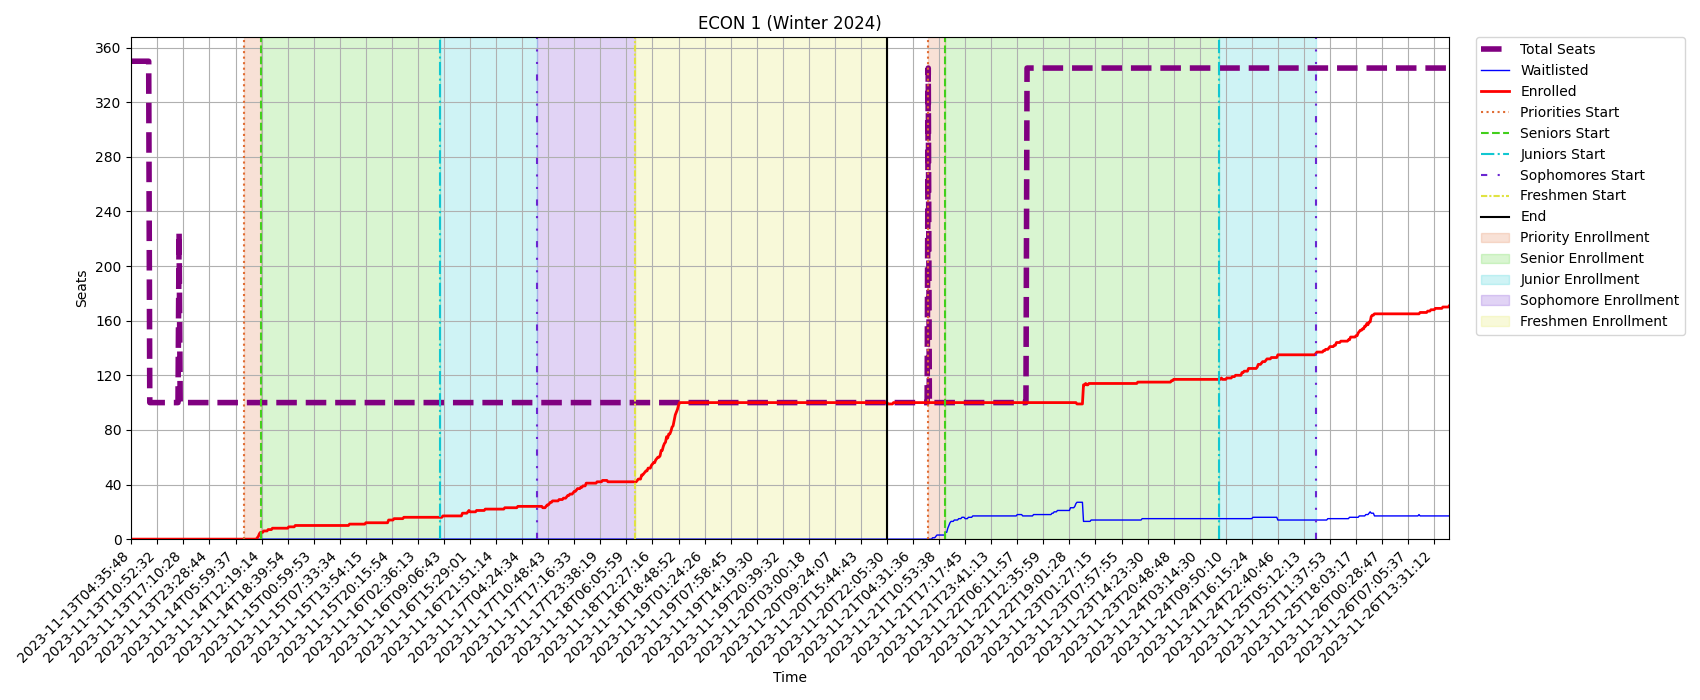 ECON 1 (Winter 2024)
Seats
360
320
280
240
200
160
120
80
40
0
2023-11-13T04:35:48
2023-11-13T10:52:32
2023-11-13T17:10:28
2023-11-13T23:28:44
2023-11-14T05:59:37
2023-11-14T12:19:14
2023-11-14T18:39:54
2023-11-15T00:59:53
2023-11-15T07:33:34
2023-11-15T13:54:15
2023-11-15T20:15:54
2023-11-16T02:36:13
2023-11-16T09:06:43
2023-11-16T15:29:01
2023-11-16T21:51:14
2023-11-17T04:24:34
2023-11-17T10:48:43
2023-11-17T17:16:33
2023-11-17T23:38:19
2023-11-18T06:05:59
2023-11-18T12:27:16
2023-11-18T18:48:52
2023-11-19T01:24:26
2023-11-19T07:58:45
2023-11-19T14:19:30
2023-11-19T20:39:32
2023-11-20T03:00:18
2023-11-20T09:24:07
2023-11-20T15:44:43
2023-11-20T22:05:30
2023-11-21T04:31:36
2023-11-21T10:53:38
2023-11-21T17:17:45
2023-11-21T23:41:13
2023-11-22T06:11:57
2023-11-22T12:35:59
2023-11-22T19:01:28
2023-11-23T01:27:15
2023-11-23T07:57:55
2023-11-23T14:23:30
2023-11-23T20:48:48
2023-11-24T03:14:30
2023-11-24T09:50:10
2023-11-24T16:15:24
2023-11-24T22:40:46
2023-11-25T05:12:13
2023-11-25T11:37:53
2023-11-25T18:03:17
2023-11-26T00:28:47
2023-11-26T07:05:37
2023-11-26T13:31:12
Time
Total Seats
Waitlisted
Enrolled
Priorities Start
Seniors Start
Juniors Start
Sophomores Start
Freshmen Start
End
Priority Enrollment
Senior Enrollment
Junior Enrollment
Sophomore Enrollment
Freshmen Enrollment